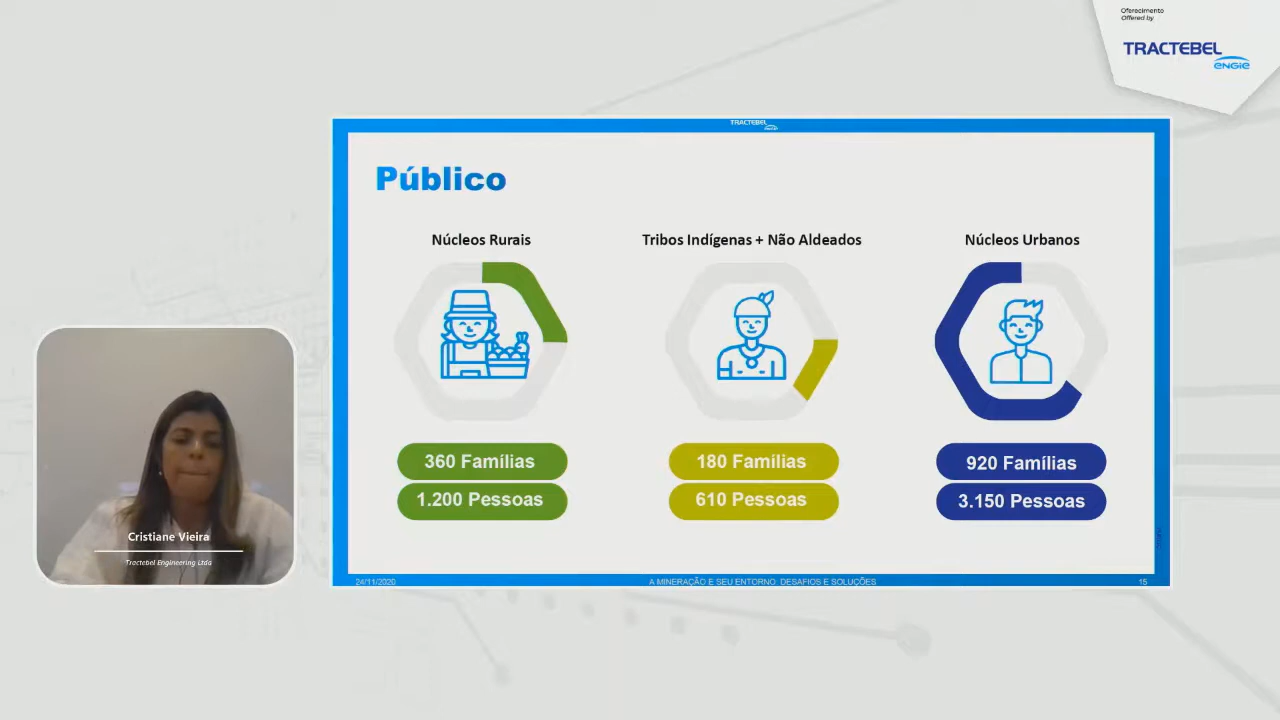 Oferecimento
Offered by
TRACTEBEL
ENGIE
TRACTEBEL
ENGIE
Público
Núcleos Rurais
Tribos Indígenas + Não Aldeados
Núcleos Urbanos
360 Famílias
180 Famílias
920 Famílias
1.200 Pessoas
610 Pessoas
3.150 Pessoas
Cristiane Vieira
Tractebel Engineering Ltda
24/11/2020
A MINERAÇÃO E SEU ENTORNO: DESAFIOS E SOLUÇÕES
15